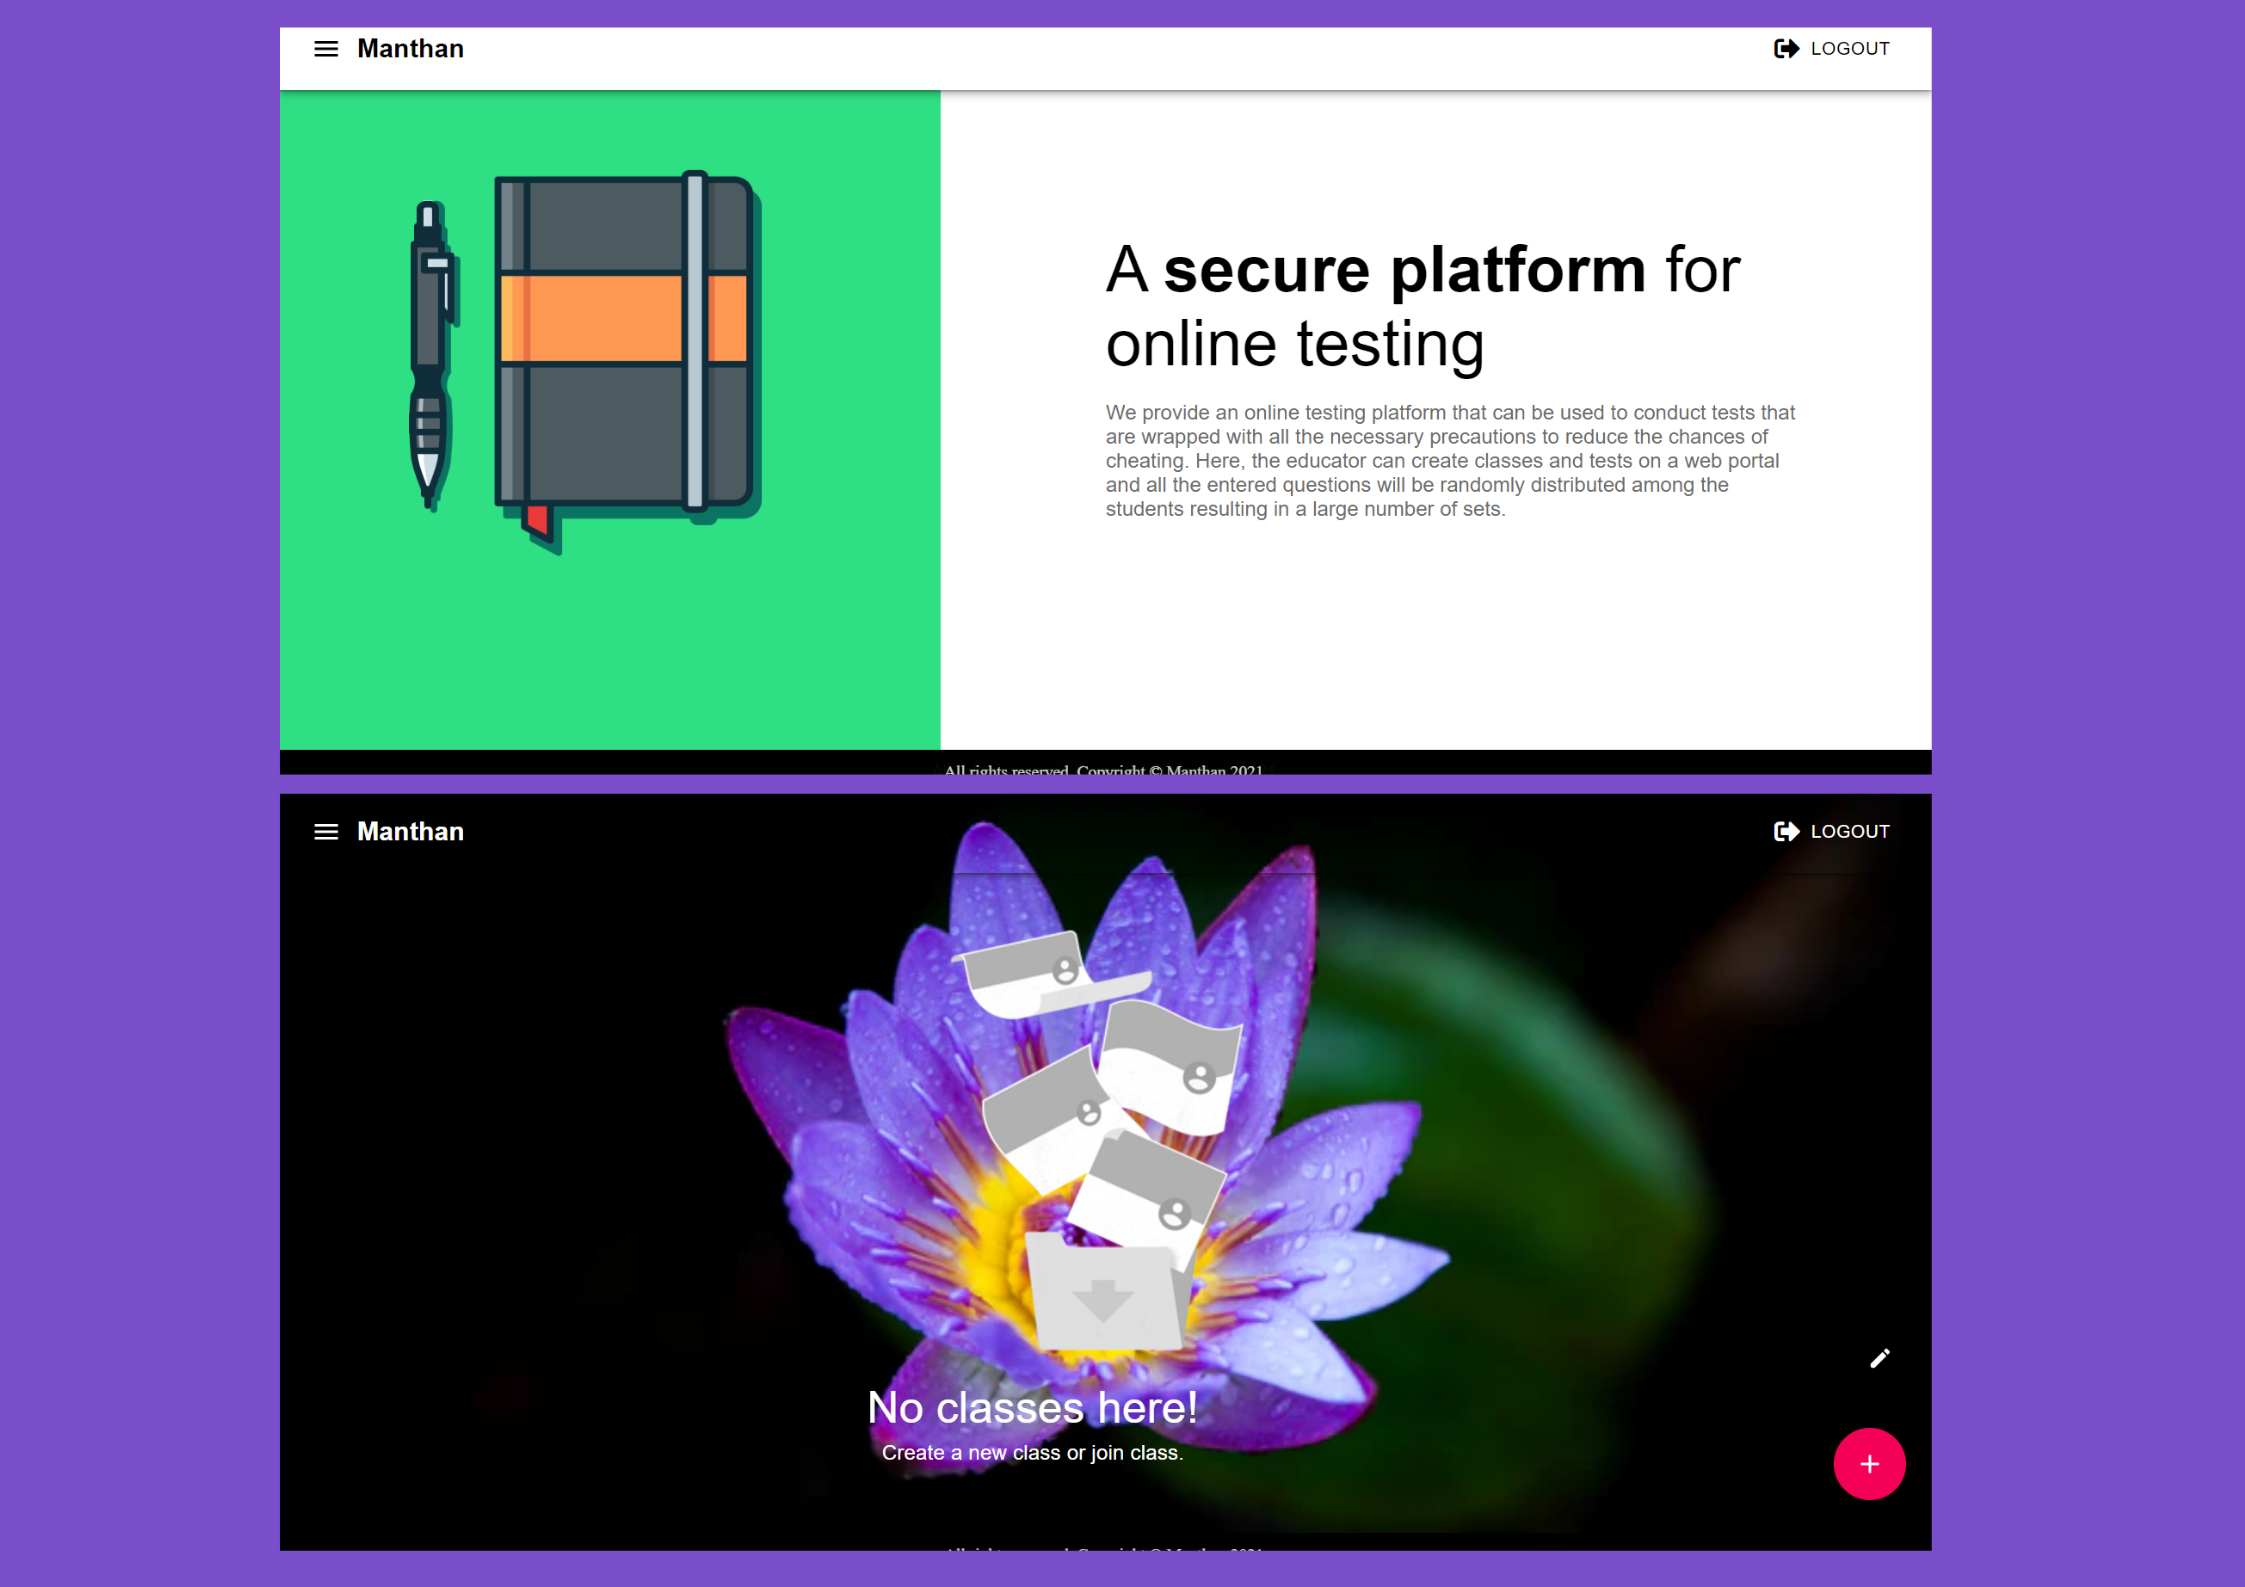 Manthan
LOGOUT
A secure platform for
online testing
We provide an online testing platform that can be used to conduct tests that
are wrapped with all the necessary precautions to reduce the chances of
cheating. Here, the educator can create classes and tests on a web portal
and all the entered questions will be randomly distributed among the
students resulting in a large number of sets.
All rights reserved. Copyright © Manthan 2021
Manthan
LOGOUT
No classes here!
Create a new class or join class.